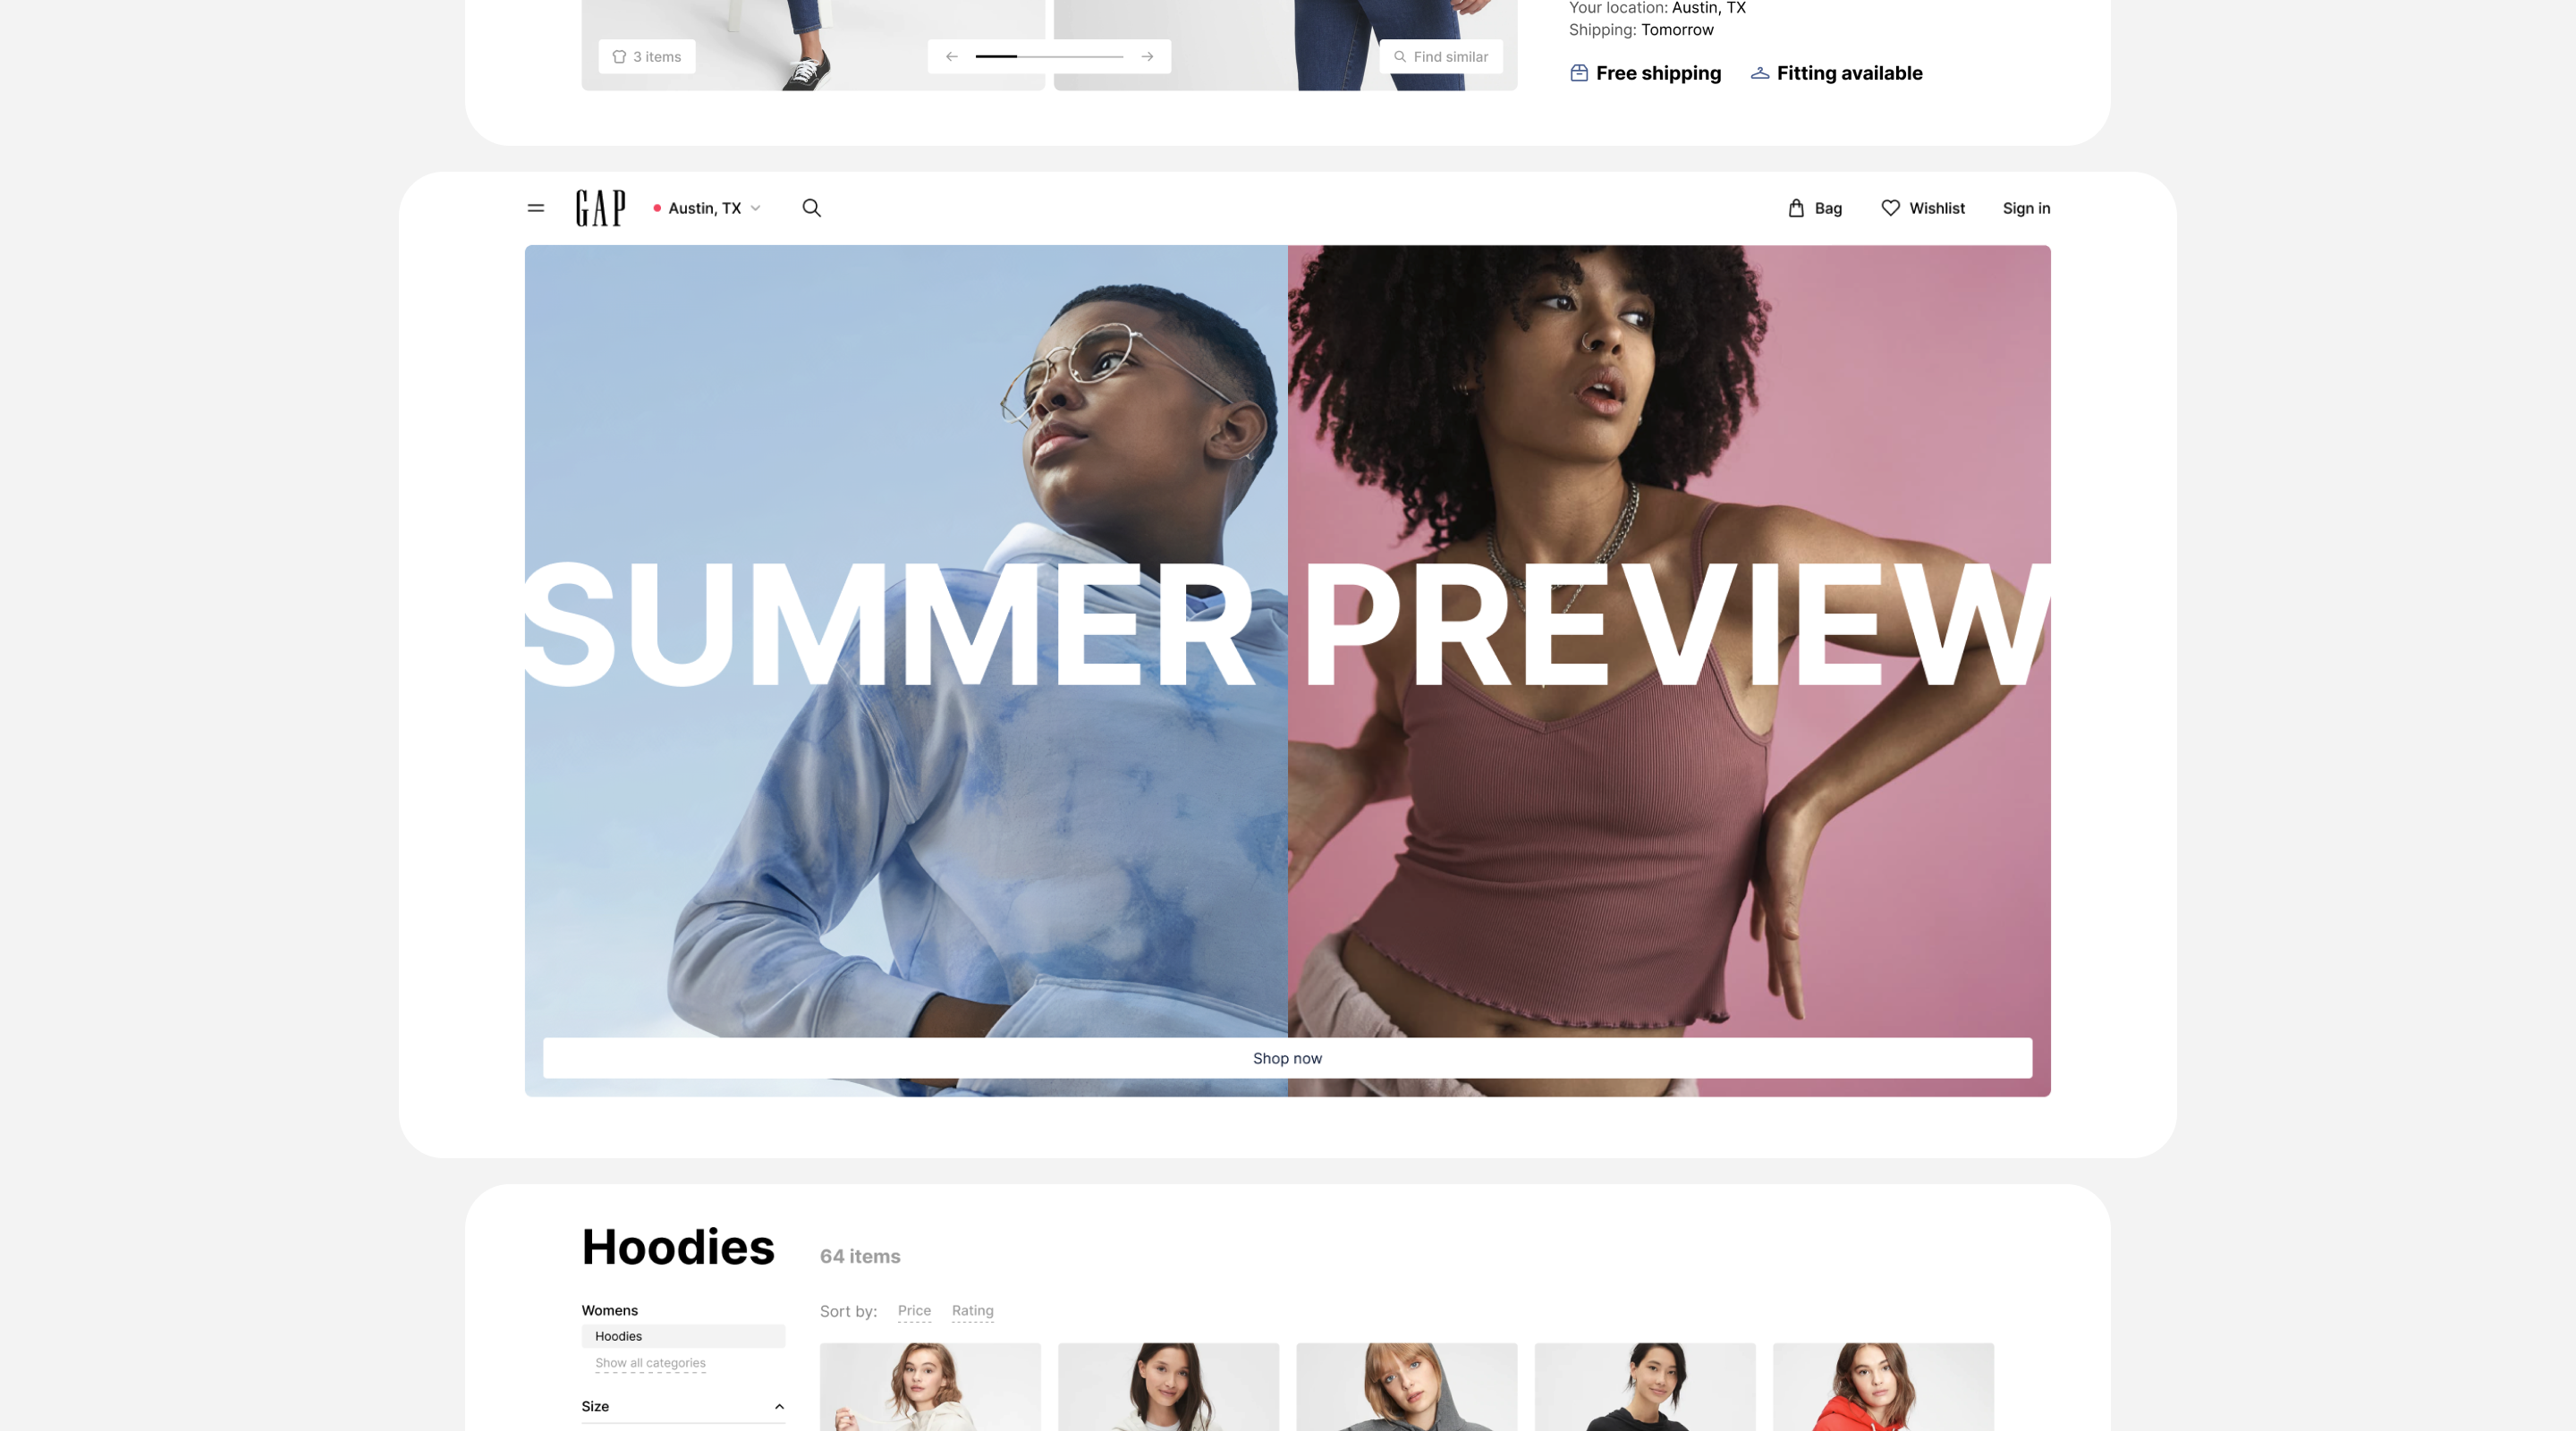 Your location: Austin, TX
Shipping: Tomorrow
3 items
Find similar
Free shipping
Fitting available
GAP
Austin, TX
Bag
Wishlist
Sign in
SUMMER PREVIEW
Shop now
Hoodies
64 items
Womens
Hoodies
Show all categories
Size
Sort by: Price Rating